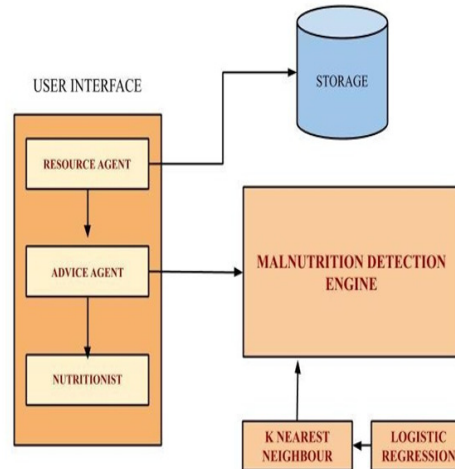 USER INTERFACE
STORAGE
RESOURCE AGENT
ADVICE AGENT
NUTRITIONIST
MALNUTRITION DETECTION
ENGINE
K NEAREST
NEIGHBOUR
LOGISTIC
REGRESSION